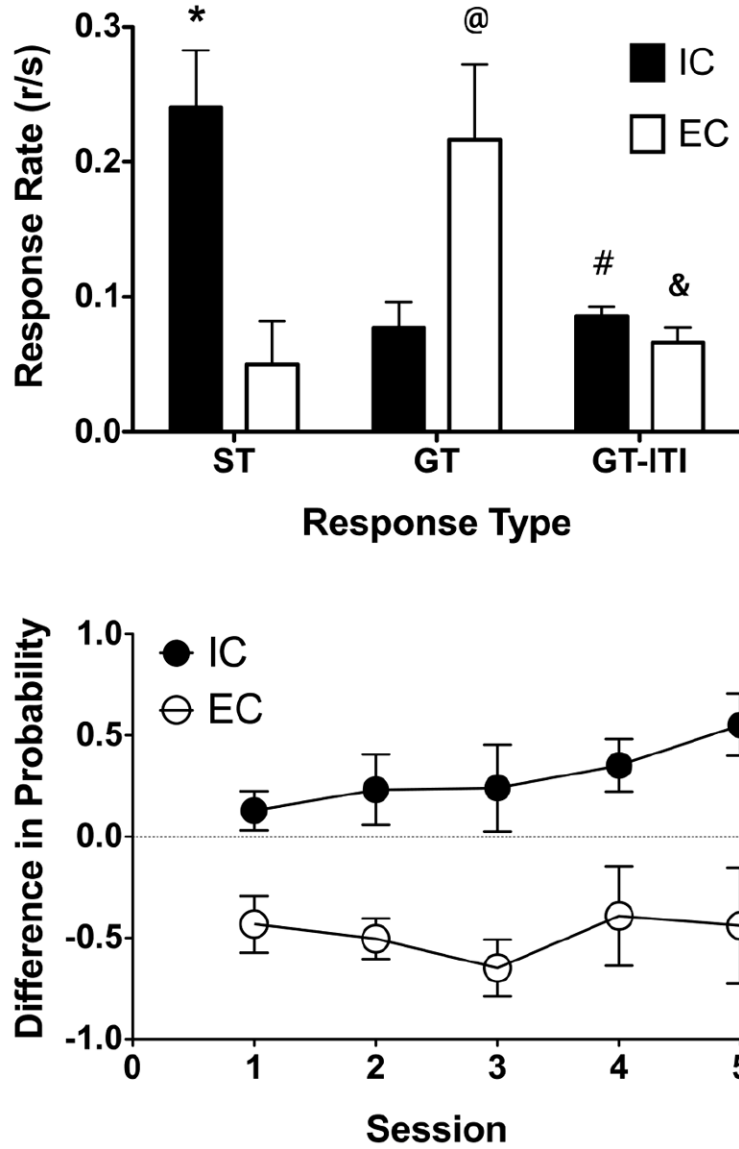 *
@
0.3
IC
EC
0.2
#
&
0.1
0.0
Response Rate (r/s)
ST GT GT-ITI
Response Type
1.0
IC
EC
0.5
0.0
-0.5
-1.0
Difference in Probability
0 1 2 3 4 5
Session